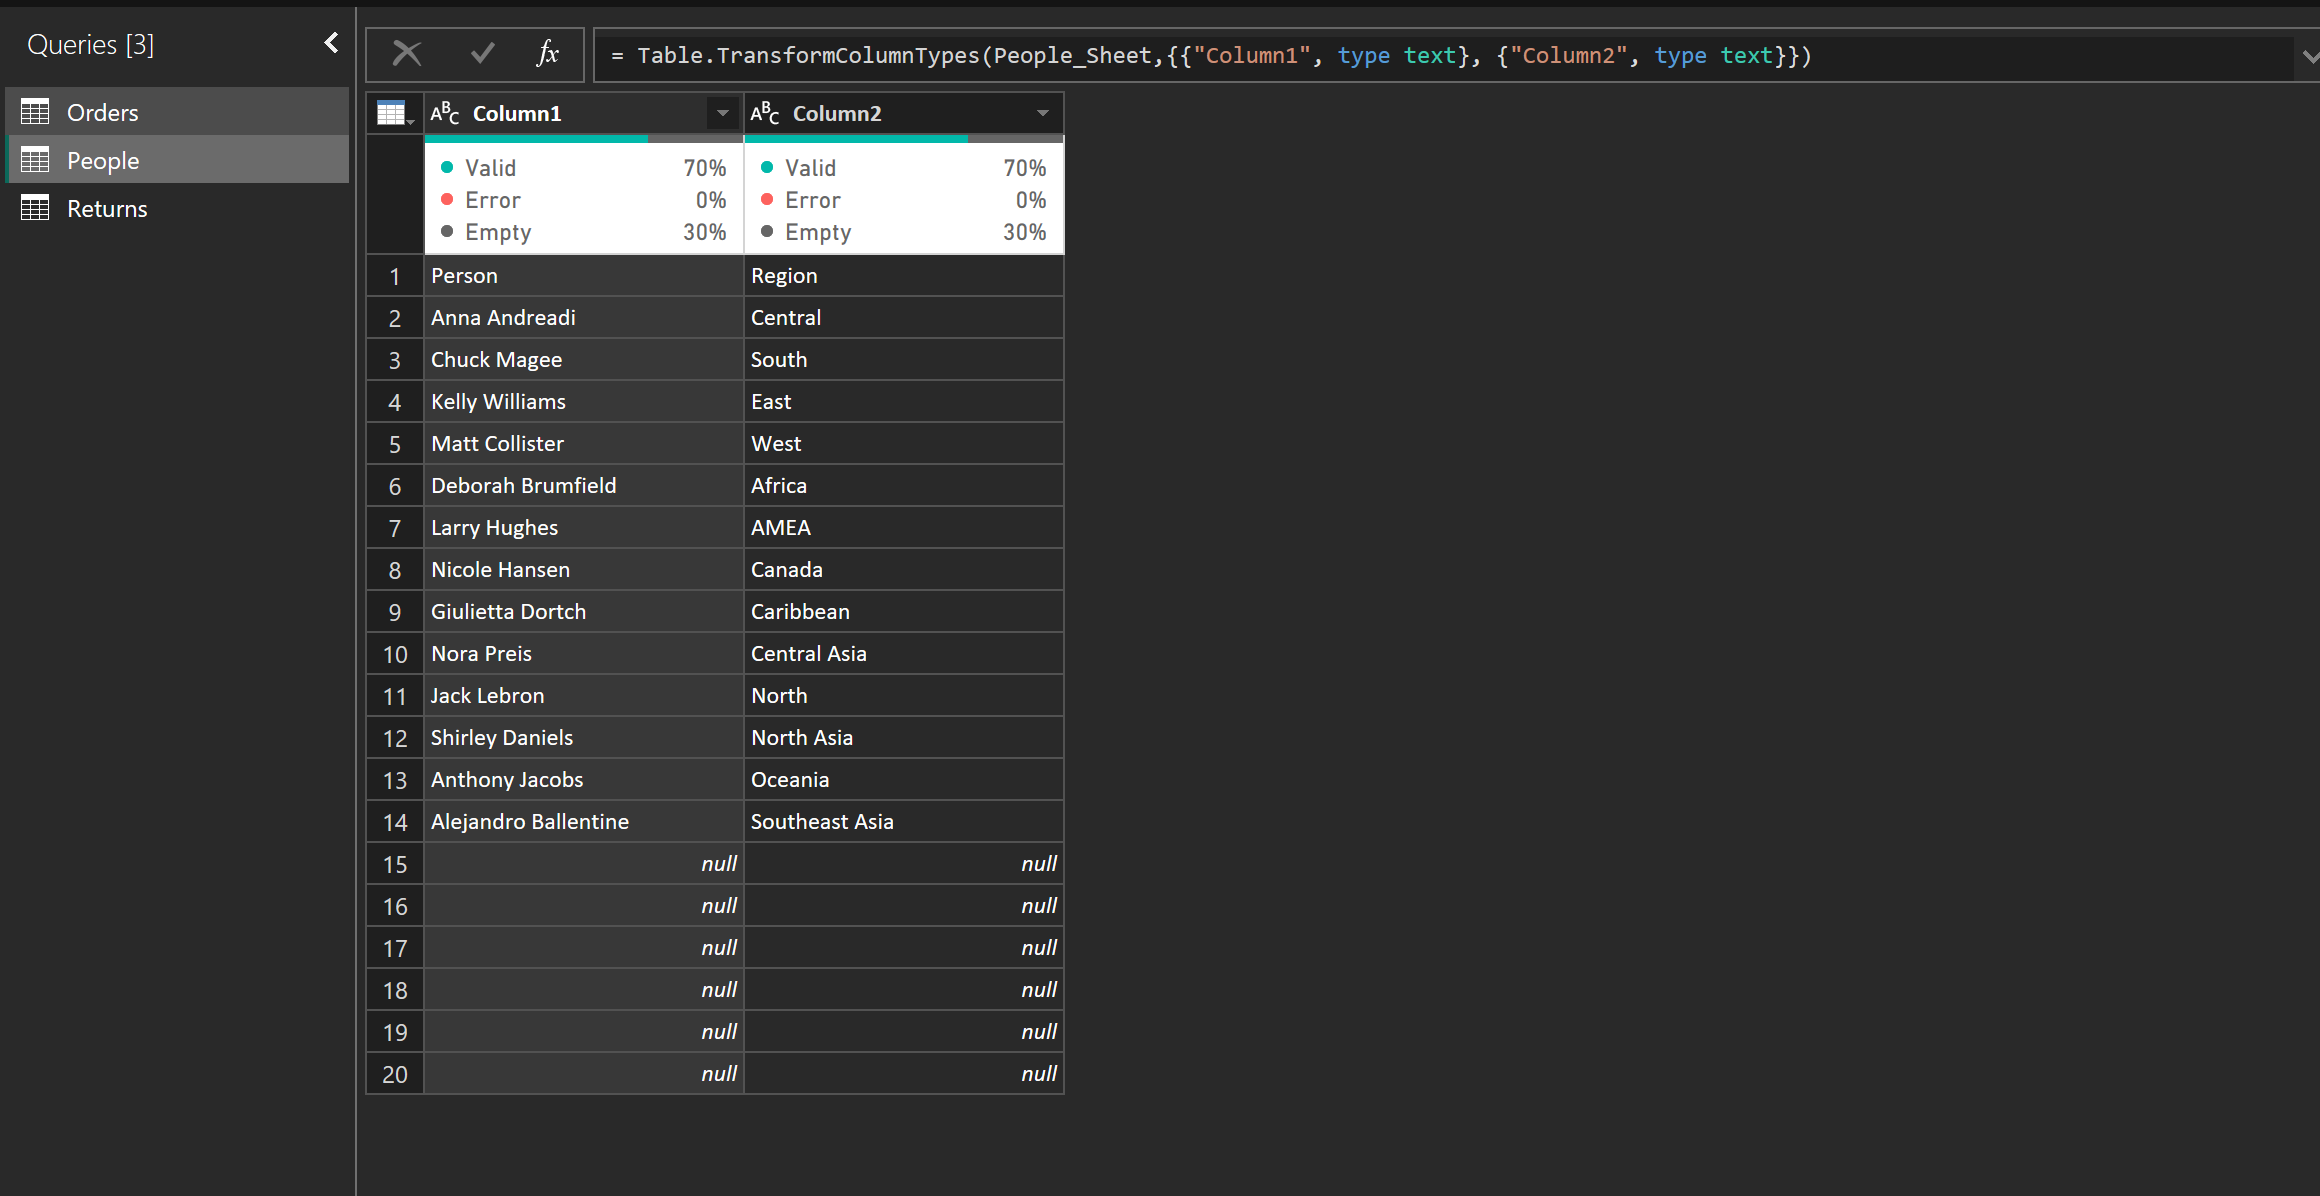 Queries [3]
Orders
People
Returns
fx
= Table.TransformColumnTypes(People_Sheet,{{"Column1", type text}, {"Column2", type text}})
ABC Column1 ABC Column2
Valid 70% Valid 70%
Error 0% Error 0%
Empty 30% Empty 30%
1 Person Region
2 Anna Andreadi Central
3 Chuck Magee South
4 Kelly Williams East
5 Matt Collister West
6 Deborah Brumfield Africa
7 Larry Hughes AMEA
8 Nicole Hansen Canada
9 Giulietta Dortch Caribbean
10 Nora Preis Central Asia
11 Jack Lebron North
12 Shirley Daniels North Asia
13 Anthony Jacobs Oceania
14 Alejandro Ballentine Southeast Asia
15 null null
16 null null
17 null null
18 null null
19 null null
20 null null